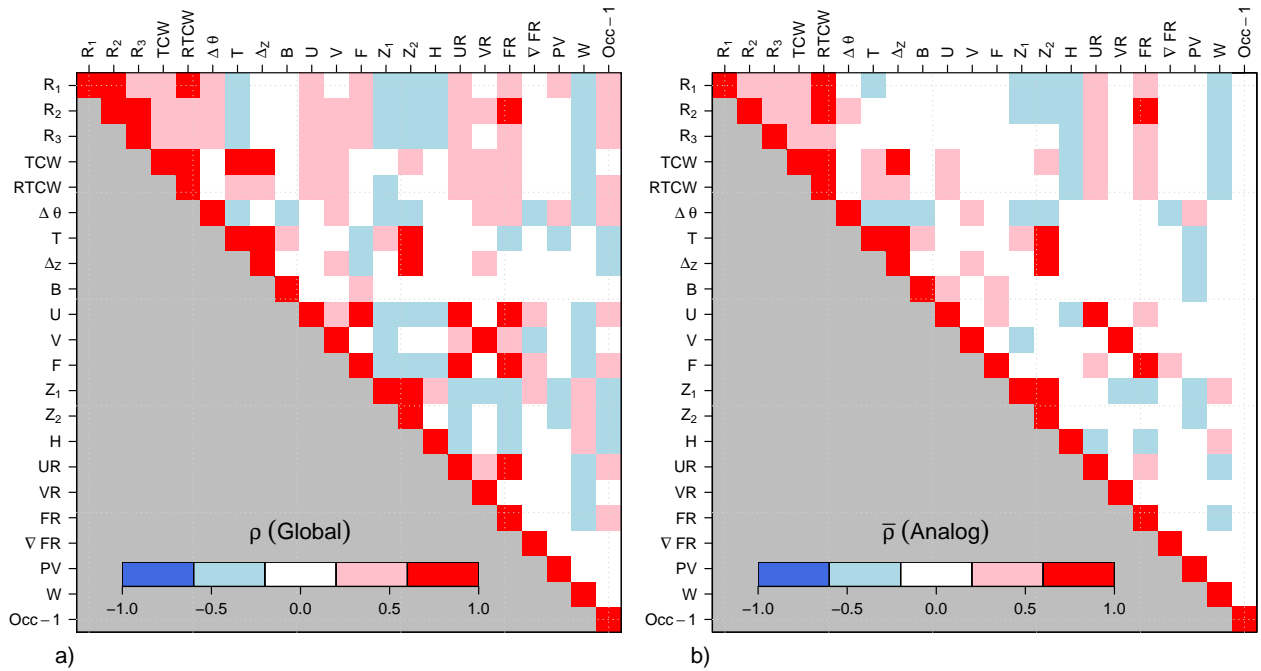 R₁ R₂ R₃ TCW RTCW Δ θ T Δz B U V F Z₁ Z₂ H UR VR FR ∇ FR PV W Occ − 1
R₁
R₂
R₃
TCW
RTCW
Δ θ
T
Δz
B
U
V
F
Z₁
Z₂
H
UR
VR
FR
∇ FR
PV
W
Occ − 1
ρ (Global)
−1.0 −0.5 0.0 0.5 1.0
a)
R₁ R₂ R₃ TCW RTCW Δ θ T Δz B U V F Z₁ Z₂ H UR VR FR ∇ FR PV W Occ − 1
R₁
R₂
R₃
TCW
RTCW
Δ θ
T
Δz
B
U
V
F
Z₁
Z₂
H
UR
VR
FR
∇ FR
PV
W
Occ − 1
ρ̅ (Analog)
−1.0 −0.5 0.0 0.5 1.0
b)